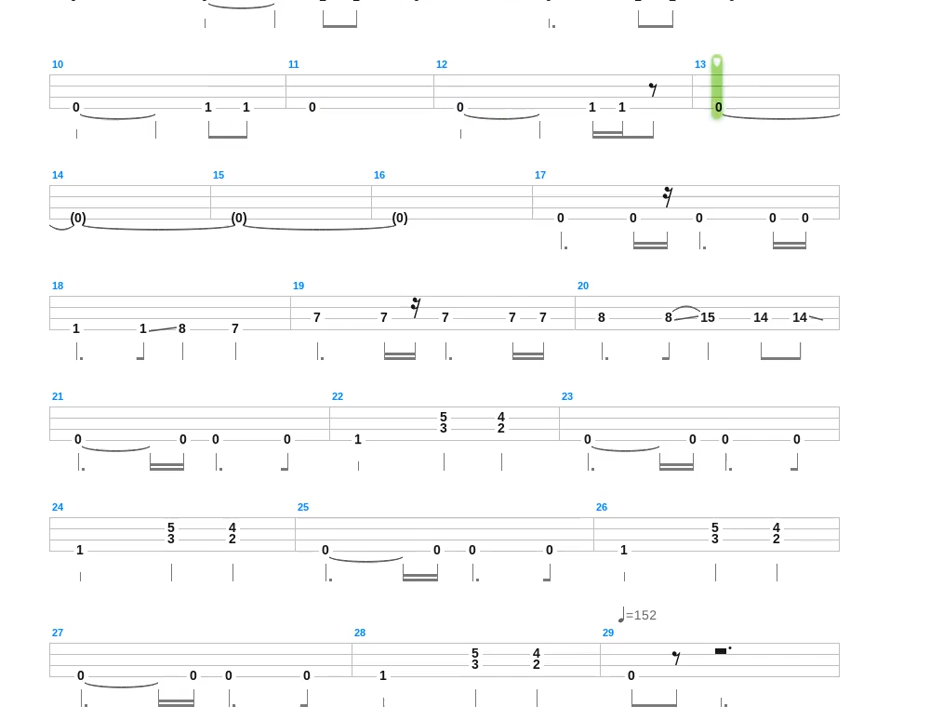 10 11 12 13
0 1 1 0 0 1 1 0
14 15 16 17
(0) (0) (0) 0 0 0 0 0
18 19 20
7 7 7 7 7 8 8 15 14 14
1 1 8 7
21 22 23
5 4
3 2
0 0 0 0 1 0 0 0 0
24 25 26
5 4 5 4
3 2 3 2
1 0 0 0 0 1
=152
27 28 29
5 4
3 2
0 0 0 0 1 0